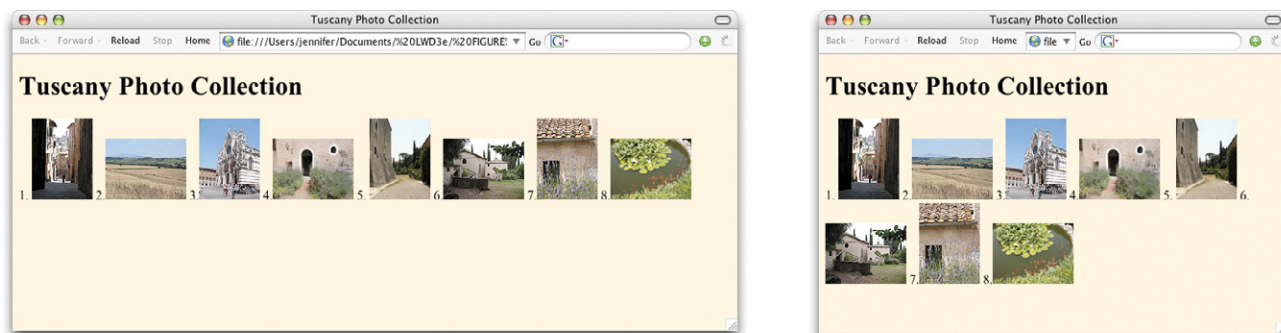 Tuscany Photo Collection
Back Forward Reload Stop Home file:///Users/jennifer/Documents/%20LWD3e/%20FIGURE Go G
Tuscany Photo Collection
1. 2. 3. 4. 5. 6. 7. 8.
Tuscany Photo Collection
Back Forward Reload Stop Home file Go G
Tuscany Photo Collection
1. 2. 3. 4. 5. 6.
7. 8.